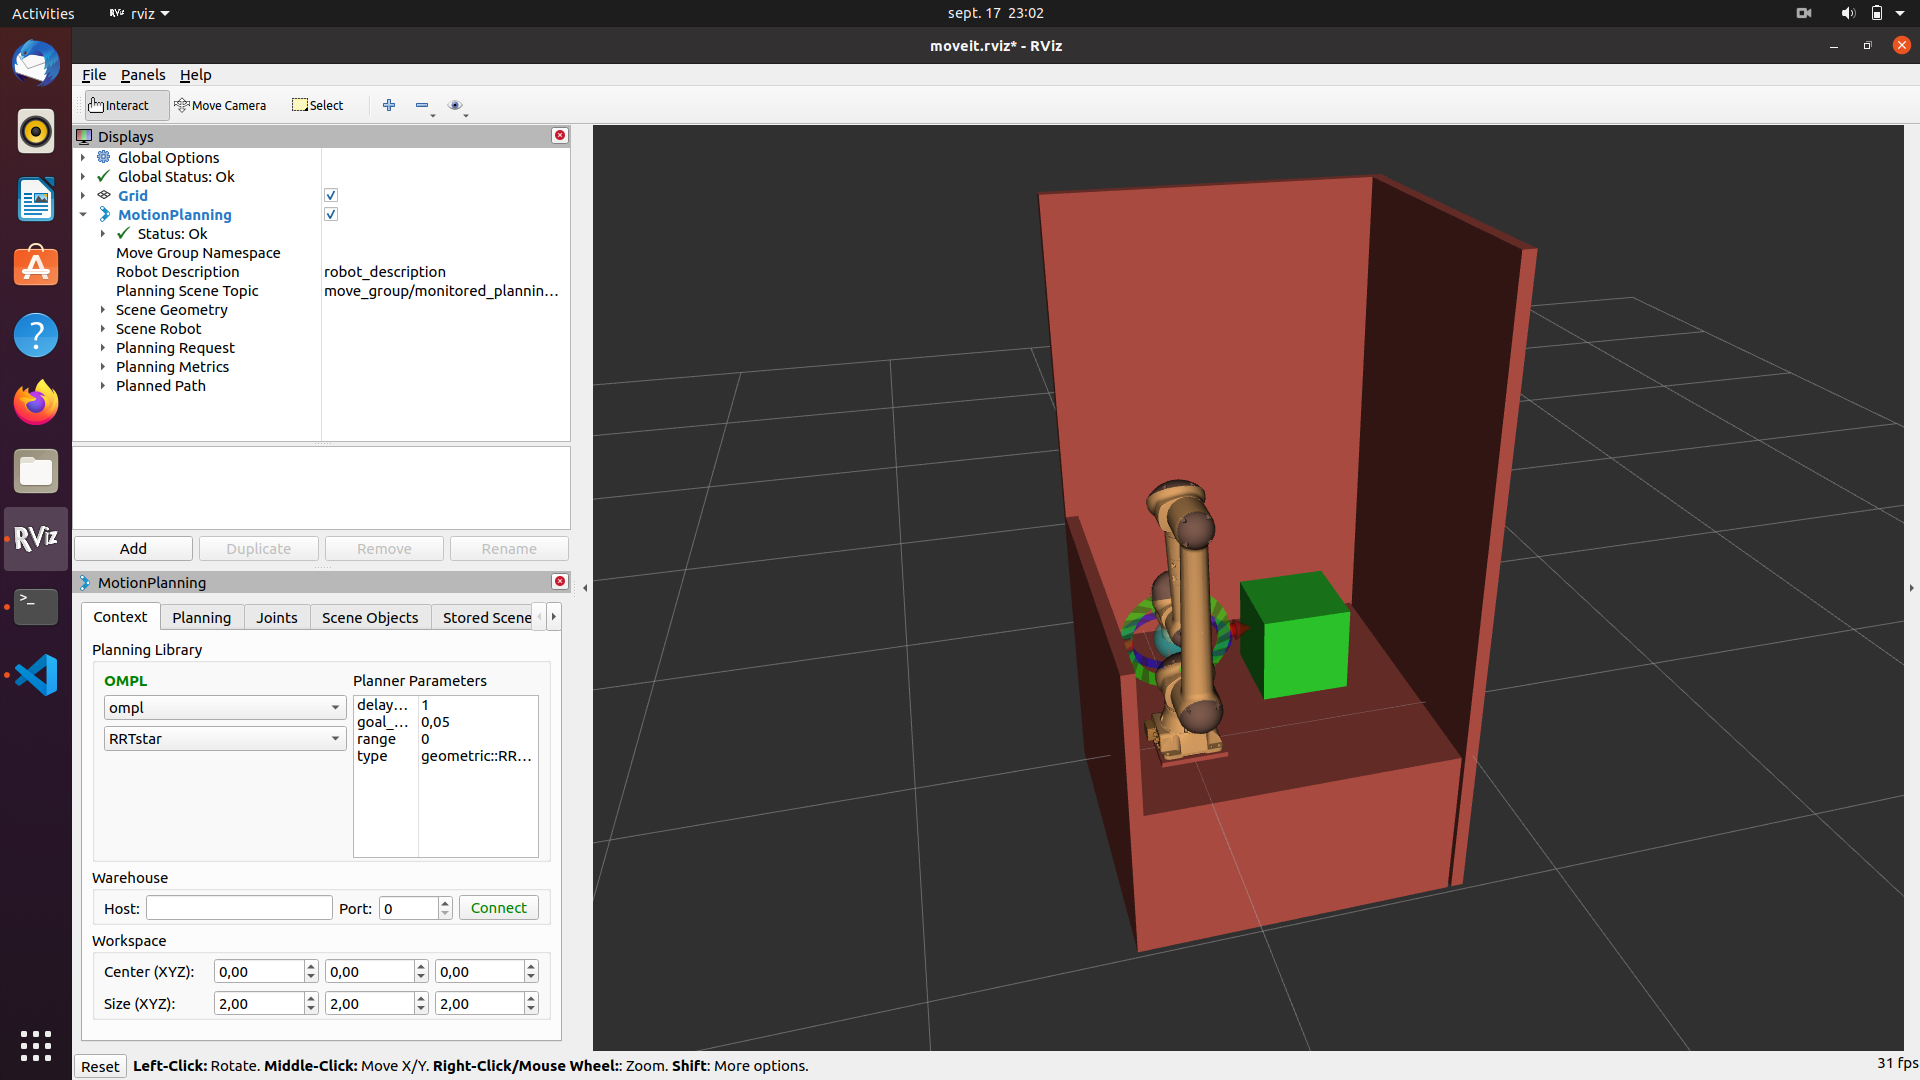 Activities RViz rviz sept. 17 23:02
moveit.rviz* - RViz
File Panels Help
Interact Move Camera Select
Displays
Global Options
Global Status: Ok
Grid
MotionPlanning
Status: Ok
Move Group Namespace
Robot Description robot_description
Planning Scene Topic move_group/monitored_plannin...
Scene Geometry
Scene Robot
Planning Request
Planning Metrics
Planned Path
RViz
Add Duplicate Remove Rename
MotionPlanning
Context Planning Joints Scene Objects Stored Scene
Planning Library
OMPL Planner Parameters
ompl
RRTstar
delay... 1
goal_... 0,05
range 0
type geometric::RR...
Warehouse
Host: Port: 0 Connect
Workspace
Center (XYZ): 0,00 0,00 0,00
Size (XYZ): 2,00 2,00 2,00
Reset Left-Click: Rotate. Middle-Click: Move X/Y. Right-Click/Mouse Wheel:: Zoom. Shift: More options. 31 fps